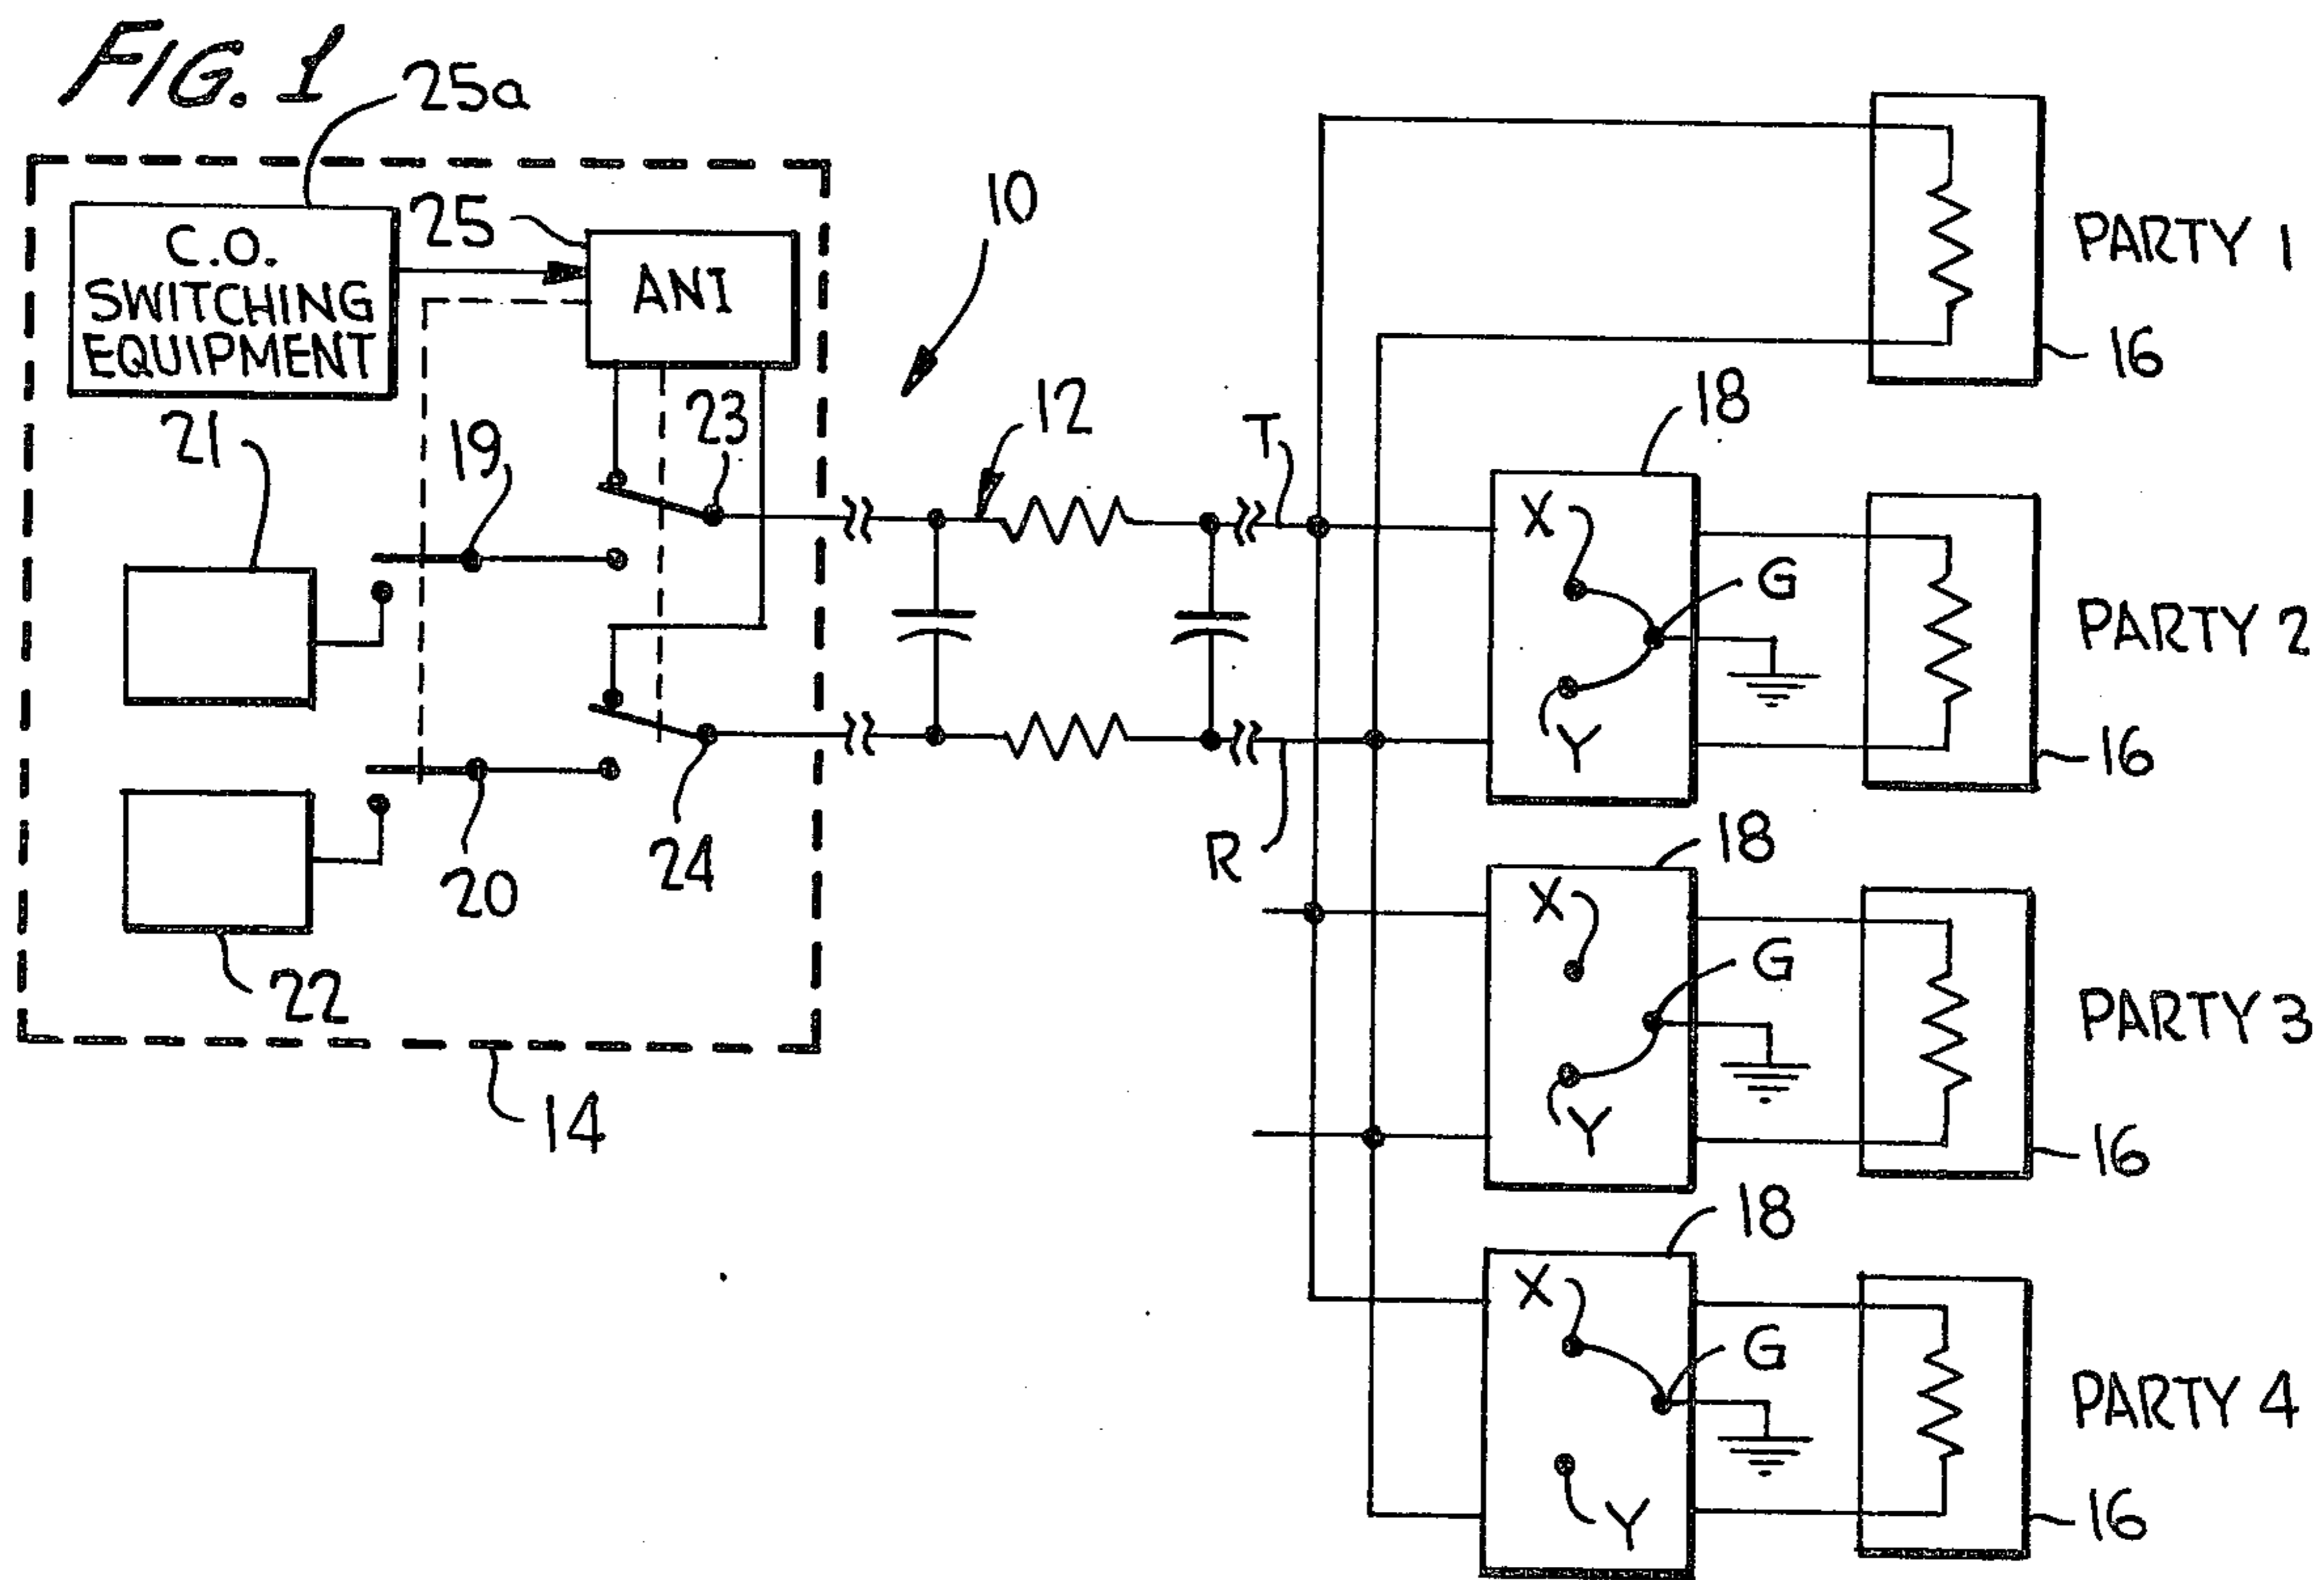 FIG. 1
25a
C.O.
SWITCHING
EQUIPMENT
25
ANI
10
PARTY 1
16
21
19
23
12
T
18
X
G
Y
PARTY 2
16
20
24
R
22
14
18
X
G
Y
PARTY 3
16
18
X
G
Y
PARTY 4
16